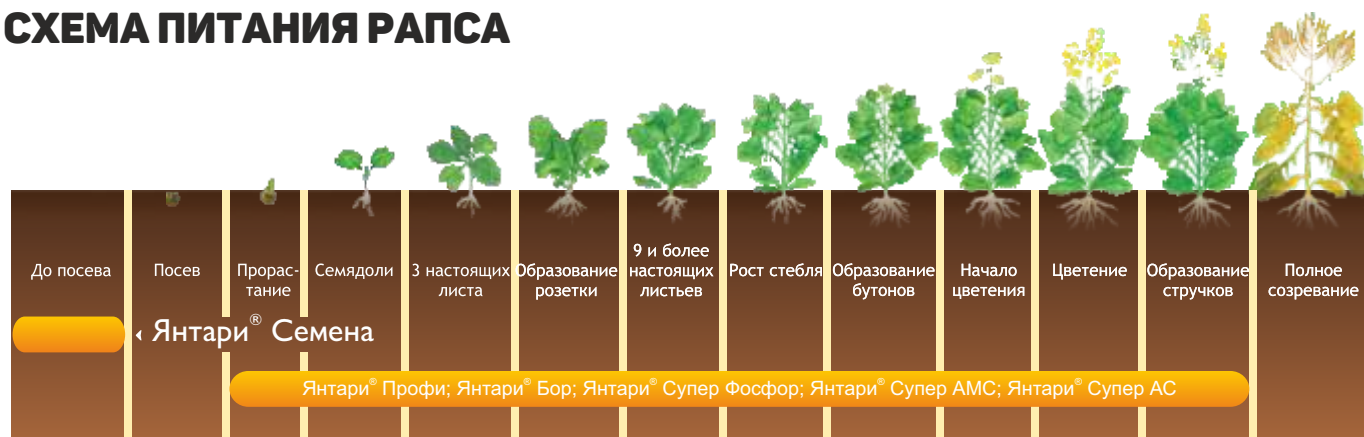 СХЕМА ПИТАНИЯ РАПСА
До посева
Посев
Прорас-
тание
Семядоли
3 настоящих
листа
Образование
розетки
9 и более
настоящих
листьев
Рост стебля
Образование
бутонов
Начало
цветения
Цветение
Образование
стручков
Полное
созревание
Янтари® Семена
Янтари® Профи; Янтари® Бор; Янтари® Супер Фосфор; Янтари® Супер АМС; Янтари® Супер АС